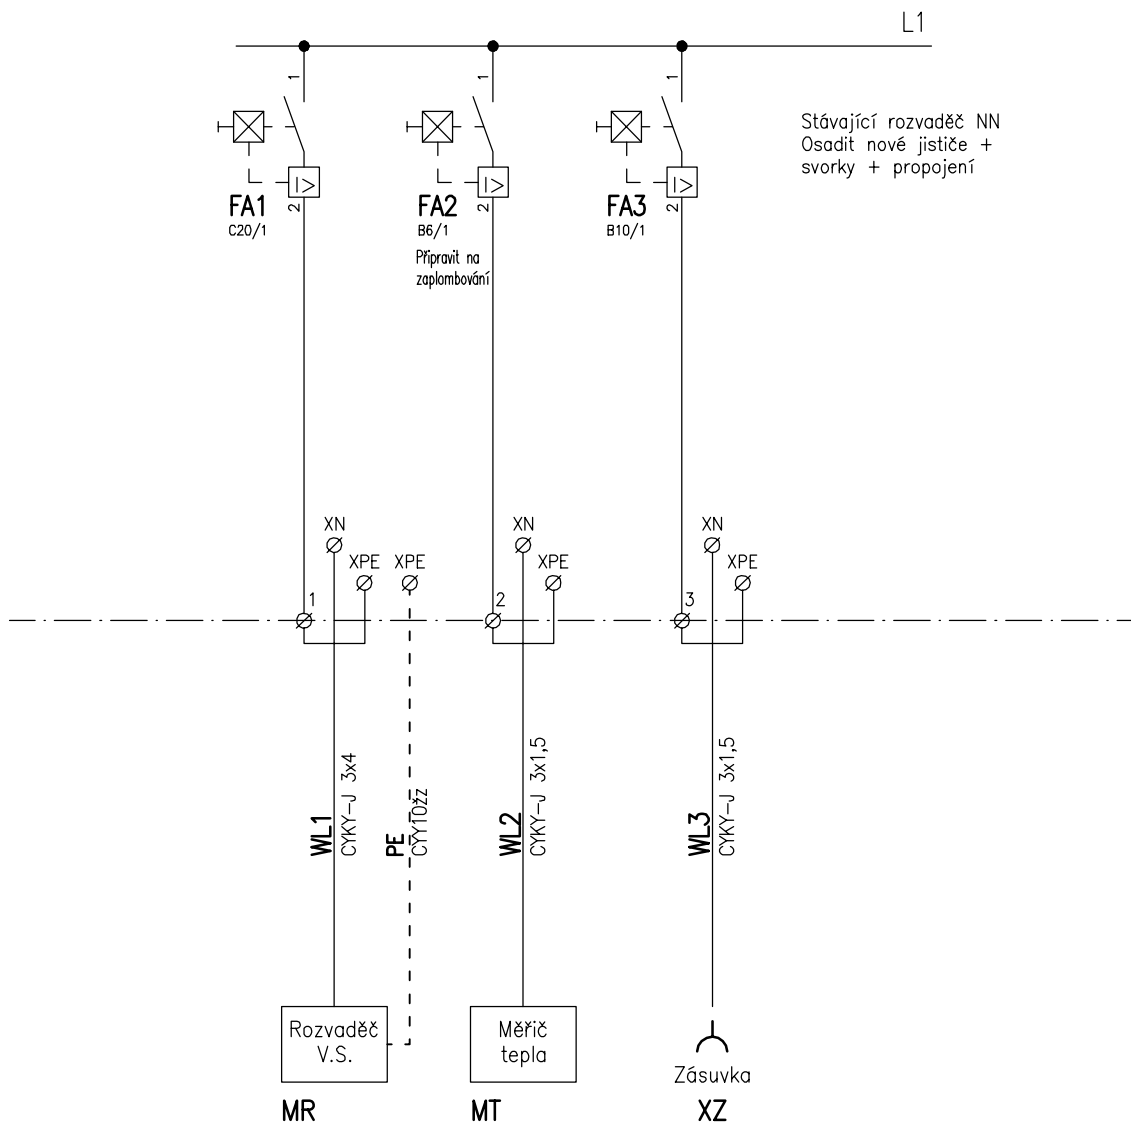 L1
1
1
1
Stávající rozvaděč NN
Osadit nové jističe +
svorky + propojení
I>
I>
I>
FA1
2
FA2
2
FA3
2
C20/1
B6/1
B10/1
Připravit na
zaplombování
XN
XN
XN
XPE
XPE
XPE
XPE
1
2
3
WL1
CYKY-J 3x4
PE
CYY10žz
WL2
CYKY-J 3x1,5
WL3
CYKY-J 3x1,5
Rozvaděč
V.S.
Měřič
tepla
Zásuvka
MR
MT
XZ